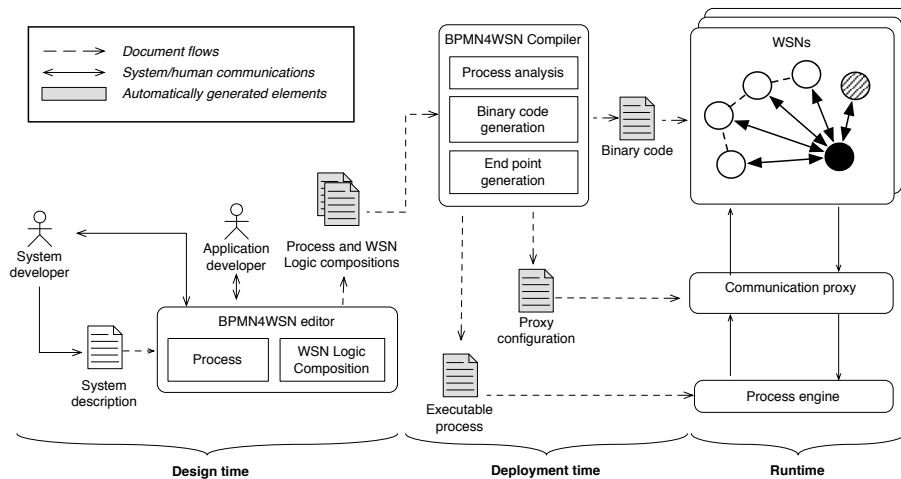 Document flows
System/human communications
Automatically generated elements
BPMN4WSN Compiler
Process analysis
Binary code
generation
End point
generation
Binary code
WSNs
System
developer
Application
developer
Process and WSN
Logic compositions
BPMN4WSN editor
Process
WSN Logic
Composition
System
description
Proxy
configuration
Executable
process
Communication proxy
Process engine
Design time
Deployment time
Runtime